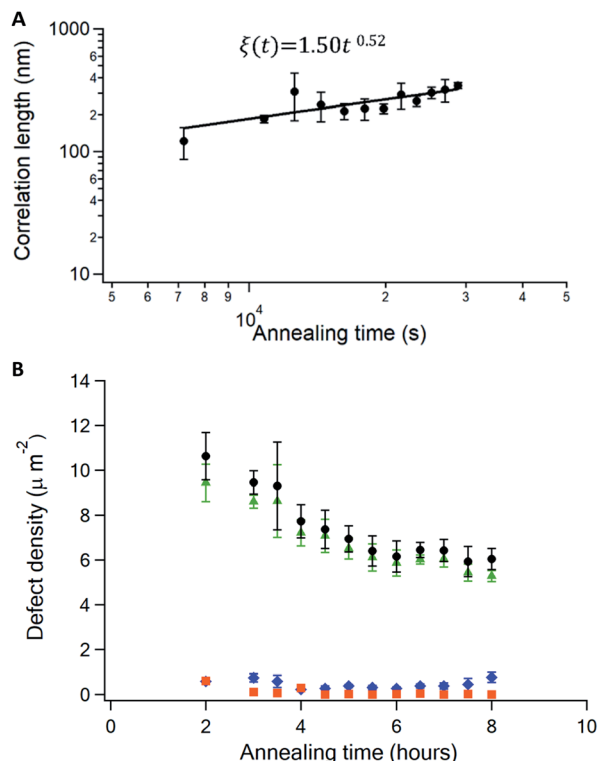 A
ξ(t)=1.50t^0.52
Correlation length (nm)
1000
6
4
2
100
6
4
2
10
5 6 7 8 9 10^4 2 3 4 5
Annealing time (s)
B
Defect density (μ m^-2)
14
12
10
8
6
4
2
0
0 2 4 6 8 10
Annealing time (hours)